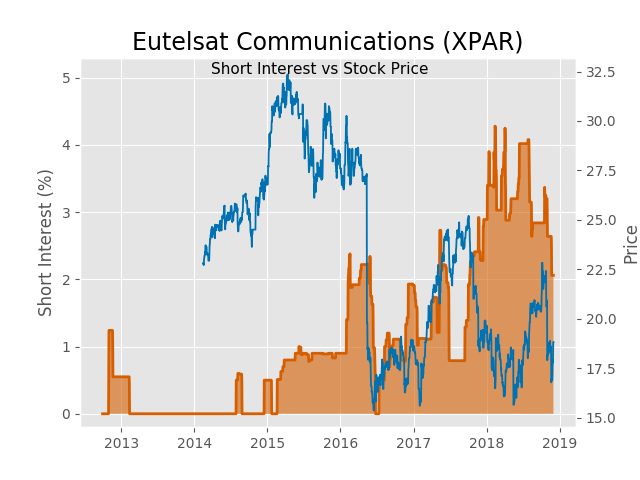 Eutelsat Communications (XPAR)
Short Interest vs Stock Price
Short Interest (%)
5
4
3
2
1
0
32.5
30.0
27.5
25.0
22.5
20.0
17.5
15.0
Price
2013 2014 2015 2016 2017 2018 2019